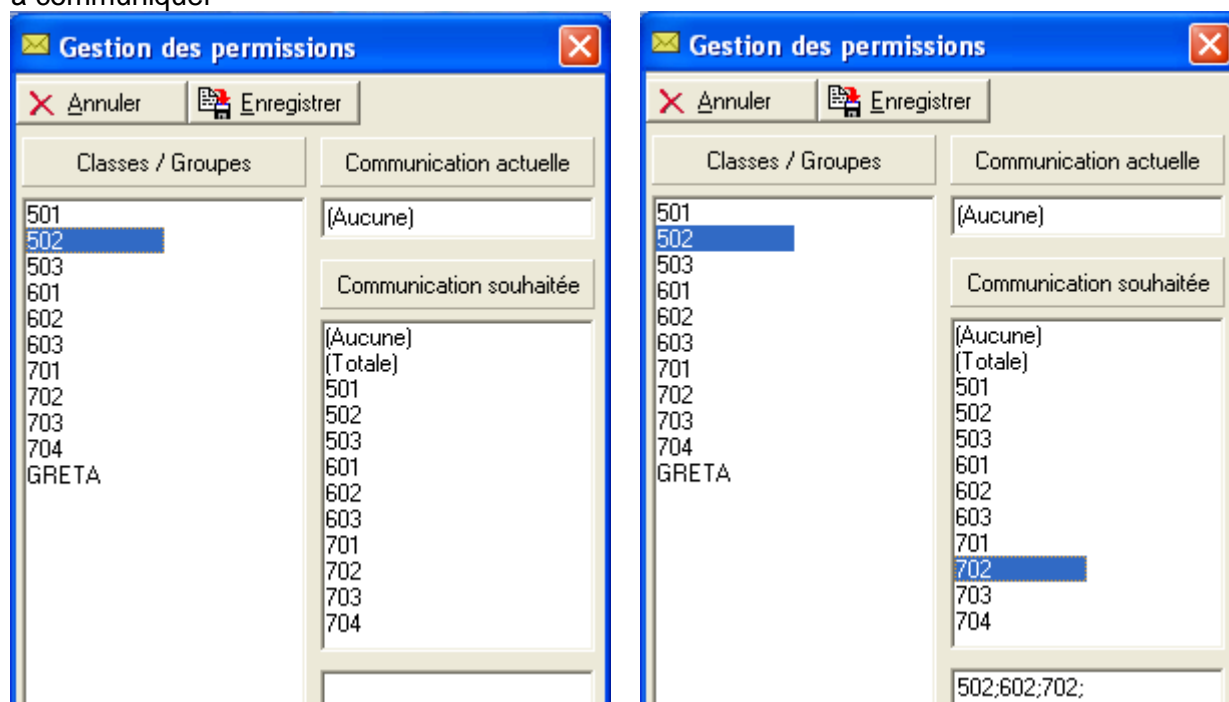 à communiquer
Gestion des permissions
Annuler Enregistrer
Classes / Groupes
501
502
503
601
602
603
701
702
703
704
GRETA
Communication actuelle
(Aucune)
Communication souhaitée
(Aucune)
(Totale)
501
502
503
601
602
603
701
702
703
704
Gestion des permissions
Annuler Enregistrer
Classes / Groupes
501
502
503
601
602
603
701
702
703
704
GRETA
Communication actuelle
(Aucune)
Communication souhaitée
(Aucune)
(Totale)
501
502
503
601
602
603
701
702
703
704
502;602;702;